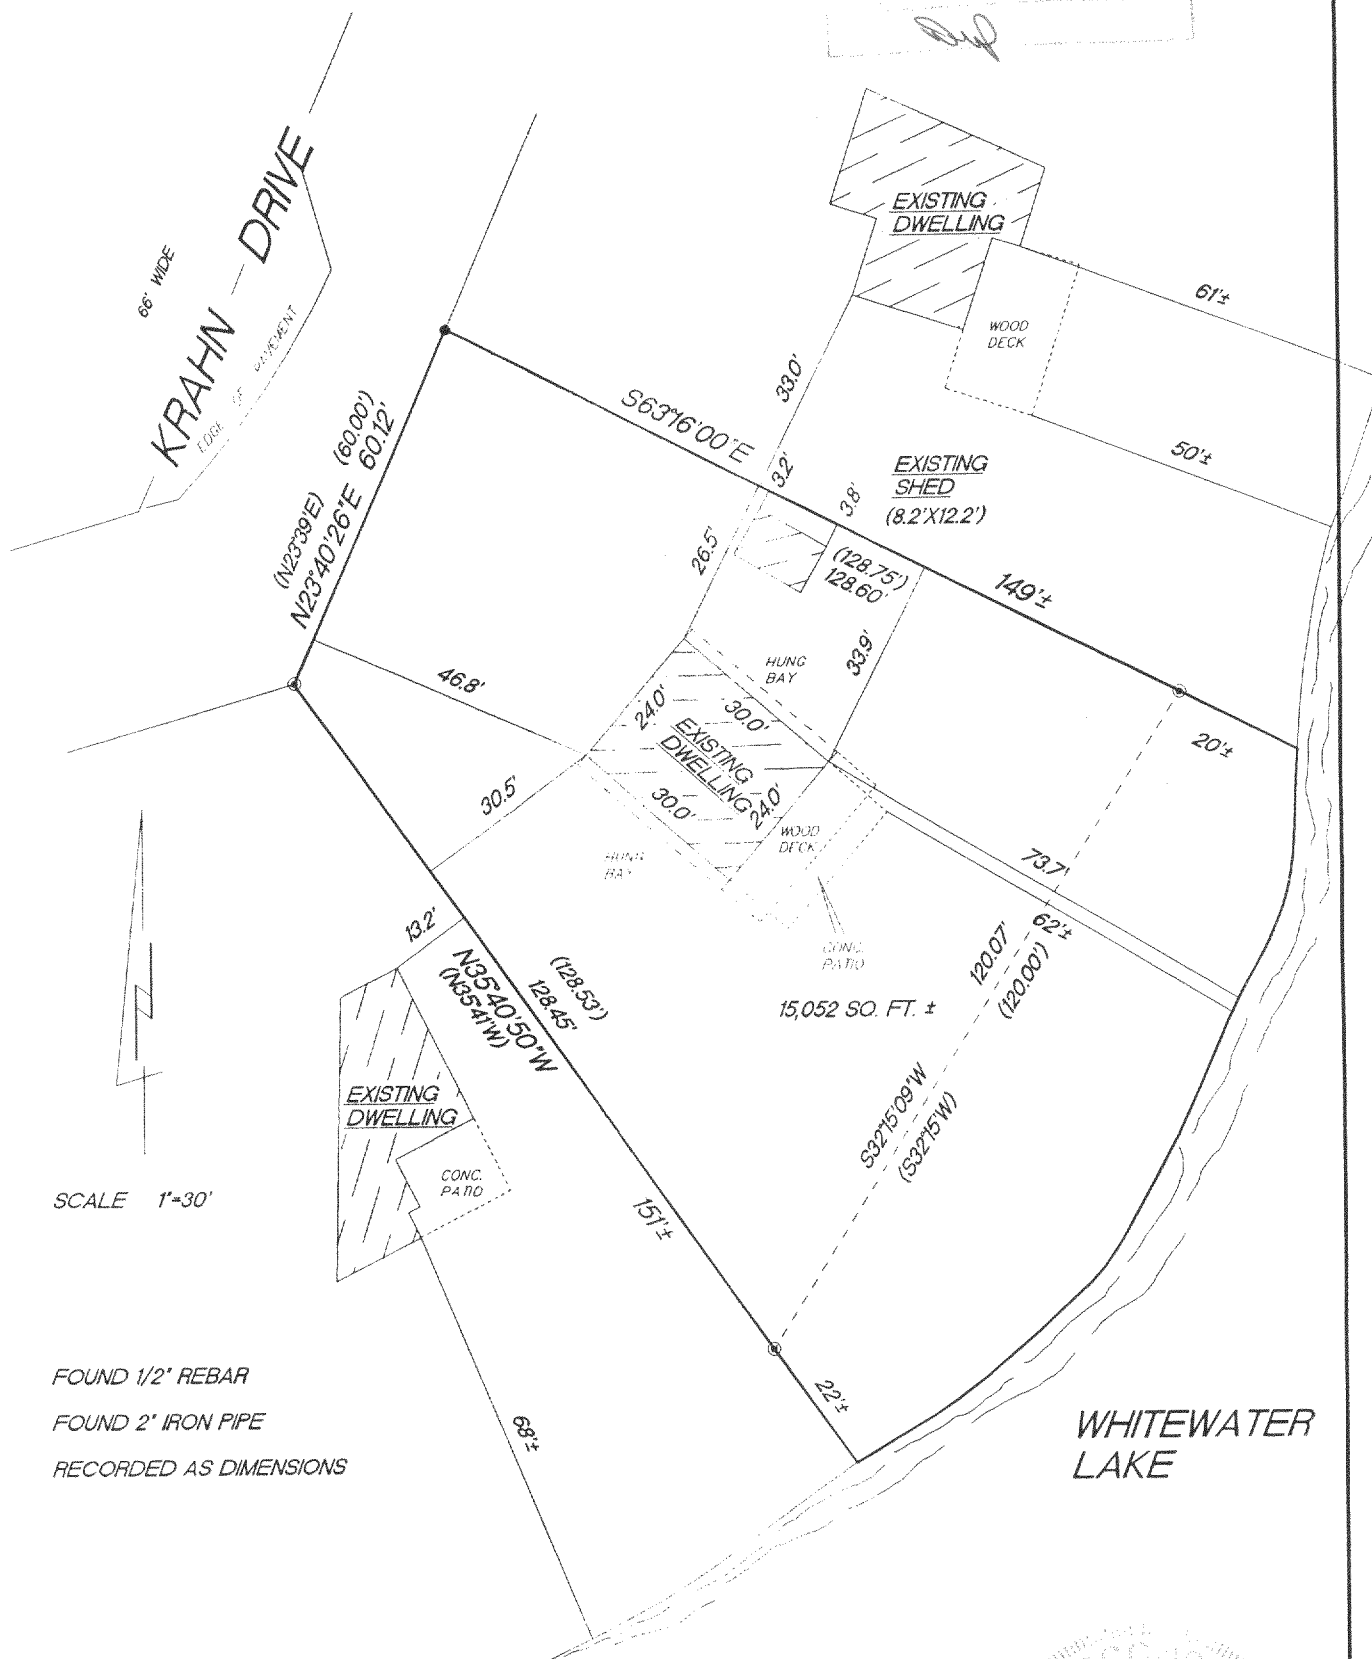 EXISTING
DWELLING
KRAHN DRIVE
66' WIDE
EDGE OF PAVEMENT
WOOD
DECK
61'±
50'±
33.0'
(60.00')
60.12'
(N23°39'E)
N23°40'26"E
S63°16'00"E
3.2'
3.8'
EXISTING
SHED
(8.2'X12.2')
26.5'
(128.75')
128.60'
149'±
33.9'
HUNG
BAY
46.8'
24.0'
30.0'
EXISTING
DWELLING
30.0'
24.0'
20'±
30.5'
WOOD
DECK
HUNG
BAY
73.7'
62'±
CONC.
PATIO
13.2'
120.07'
(120.00')
15,052 SQ. FT. ±
(128.53')
128.45'
N35°40'50"W
(N35°41'W)
S32°15'09"W
(S32°15'W)
EXISTING
DWELLING
CONC.
PATIO
151'±
SCALE 1"=30'
22'±
68'±
FOUND 1/2" REBAR
FOUND 2" IRON PIPE
RECORDED AS DIMENSIONS
WHITEWATER
LAKE